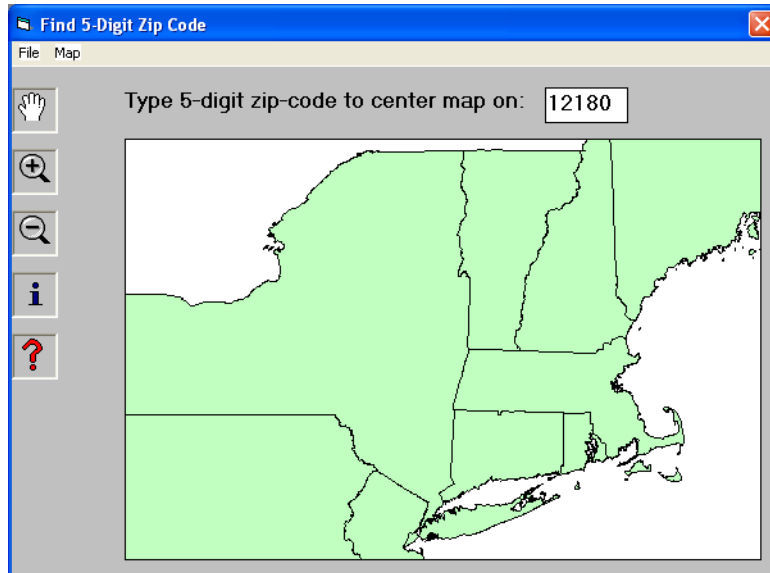 Find 5-Digit Zip Code
File Map
Type 5-digit zip-code to center map on: 12180
i
?